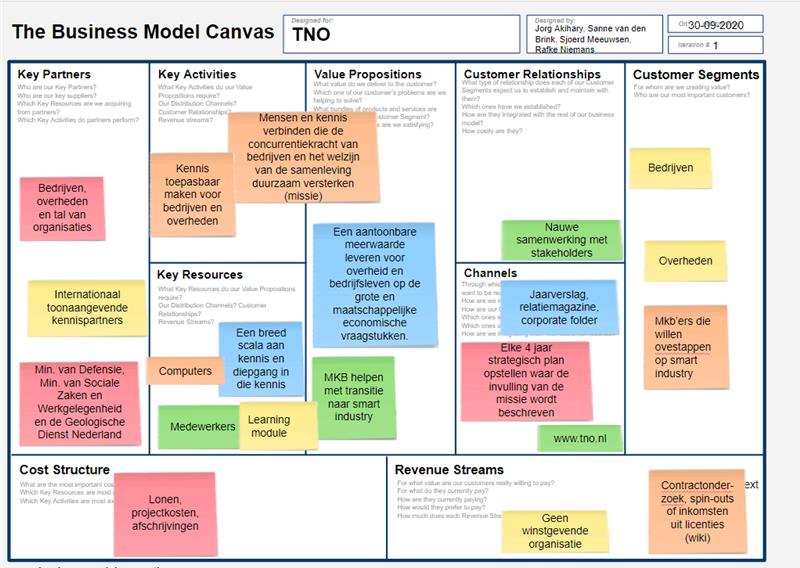 The Business Model Canvas
Designed for:
TNO
Designed by:
Jorg Akihary, Sanne van den
Brink, Sjoerd Meeuwsen,
Rafke Niemans
On:
30-09-2020
Iteration #
1
Key Partners
Who are our Key Partners?
Who are our key suppliers?
Which Key Resources are we acquiring
from partners?
Which Key Activities do partners perform?
Bedrijven,
overheden
en tal van
organisaties
Internationaal
toonaangevende
kennispartners
Min. van Defensie,
Min. van Sociale
Zaken en
Werkgelegenheid
en de Geologische
Dienst Nederland
Key Activities
What Key Activities do our Value
Propositions require?
Our Distribution Channels?
Customer Relationships?
Revenue streams?
Kennis
toepasbaar
maken voor
bedrijven en
overheden
Mensen en kennis
verbinden die de
concurrentiekracht van
bedrijven en het welzijn
van de samenleving
duurzaam versterken
(missie)
Key Resources
What Key Resources do our Value Propositions
require?
Our Distribution Channels? Customer
Relationships?
Revenue Streams?
Een breed
scala aan
kennis en
diepgang in
die kennis
Computers
Medewerkers
Learning
module
Value Propositions
What value do we deliver to the customer?
Which one of our customer's problems are we
helping to solve?
What bundles of products and services are
stomer Segment?
are we satisfying?
Een aantoonbare
meerwaarde
leveren voor
overheid en
bedrijfsleven op de
grote en
maatschappelijke
economische
vraagstukken.
MKB helpen
met transitie
naar smart
industry
Customer Relationships
What type of relationship does each of our Customer
Segments expect us to establish and maintain with
them?
Which ones have we established?
How are they integrated with the rest of our business
model?
How costly are they?
Nauwe
samenwerking met
stakeholders
Channels
Through which
want to be rea
How are we
How are our
Which ones
Which ones a
How are we
Jaarverslag,
relatiemagazine,
corporate folder
Elke 4 jaar
strategisch plan
opstellen waar de
invulling van de
missie wordt
beschreven
www.tno.nl
Customer Segments
For whom are we creating value?
Who are our most important customers?
Bedrijven
Overheden
Mkb'ers die
willen
ovestappen
op smart
industry
Cost Structure
What are the most important cost
Which Key Resources are most
Which Key Activities are most ex
Lonen,
projectkosten,
afschrijvingen
Revenue Streams
For what value are our customers really willing to pay?
For what do they currently pay?
How are they currently paying?
How would they prefer to pay?
How much does each Revenue Stre
Geen
winstgevende
organisatie
Contractonder-
zoek, spin-outs
of inkomsten
uit licenties
(wiki)
ext